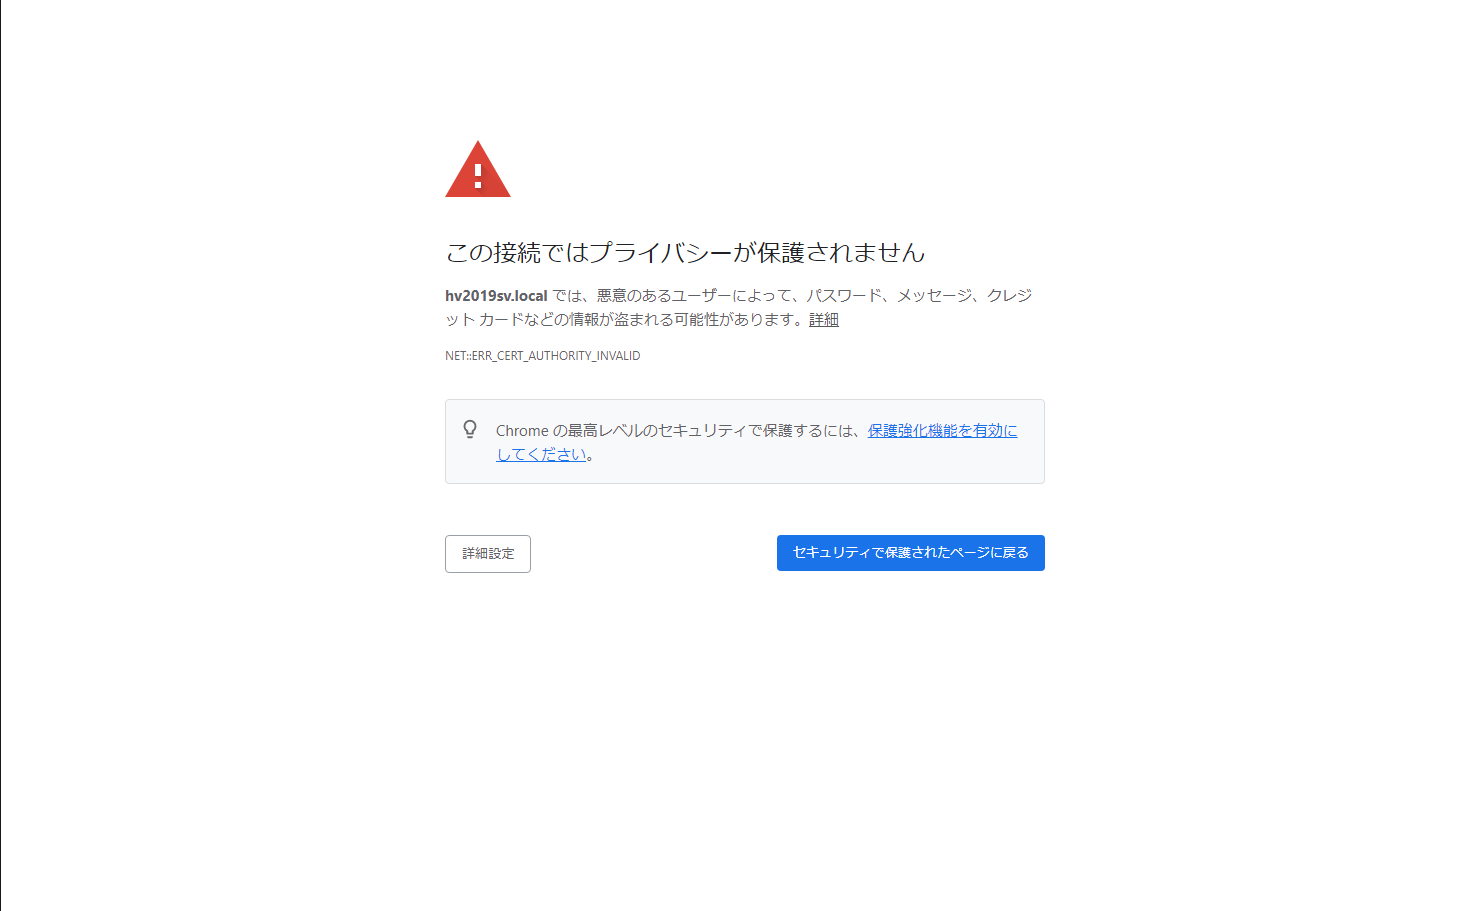 この接続ではプライバシーが保護されません
hv2019sv.local では、悪意のあるユーザーによって、パスワード、メッセージ、クレジ
ット カードなどの情報が盗まれる可能性があります。詳細
NET::ERR_CERT_AUTHORITY_INVALID
Chrome の最高レベルのセキュリティで保護するには、保護強化機能を有効に
してください。
詳細設定
セキュリティで保護されたページに戻る